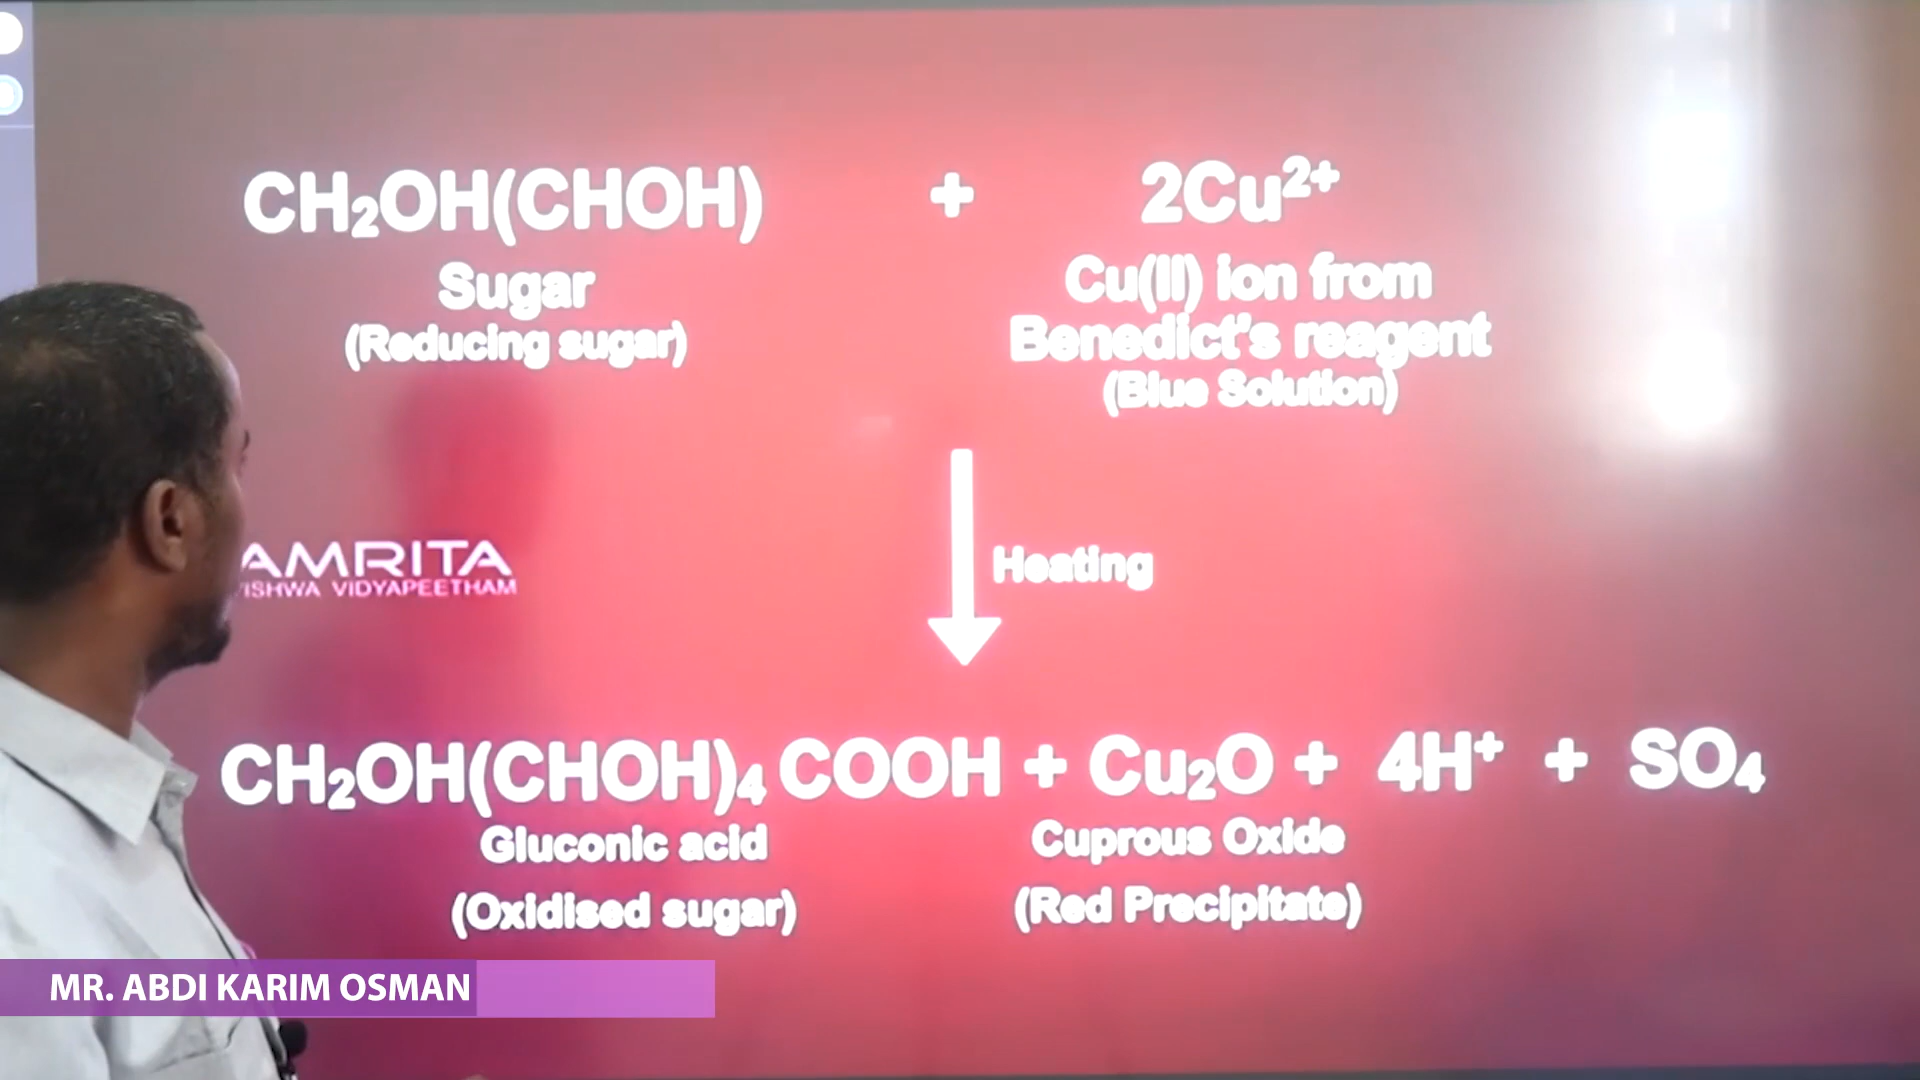 CH₂OH(CHOH) + 2Cu²⁺
Sugar
(Reducing sugar)
Cu(II) ion from
Benedict's reagent
(Blue Solution)
Heating
AMRITA
VISHWA VIDYAPEETHAM
CH₂OH(CHOH)₄ COOH + Cu₂O + 4H⁺ + SO₄
Gluconic acid
(Oxidised sugar)
Cuprous Oxide
(Red Precipitate)
MR. ABDI KARIM OSMAN